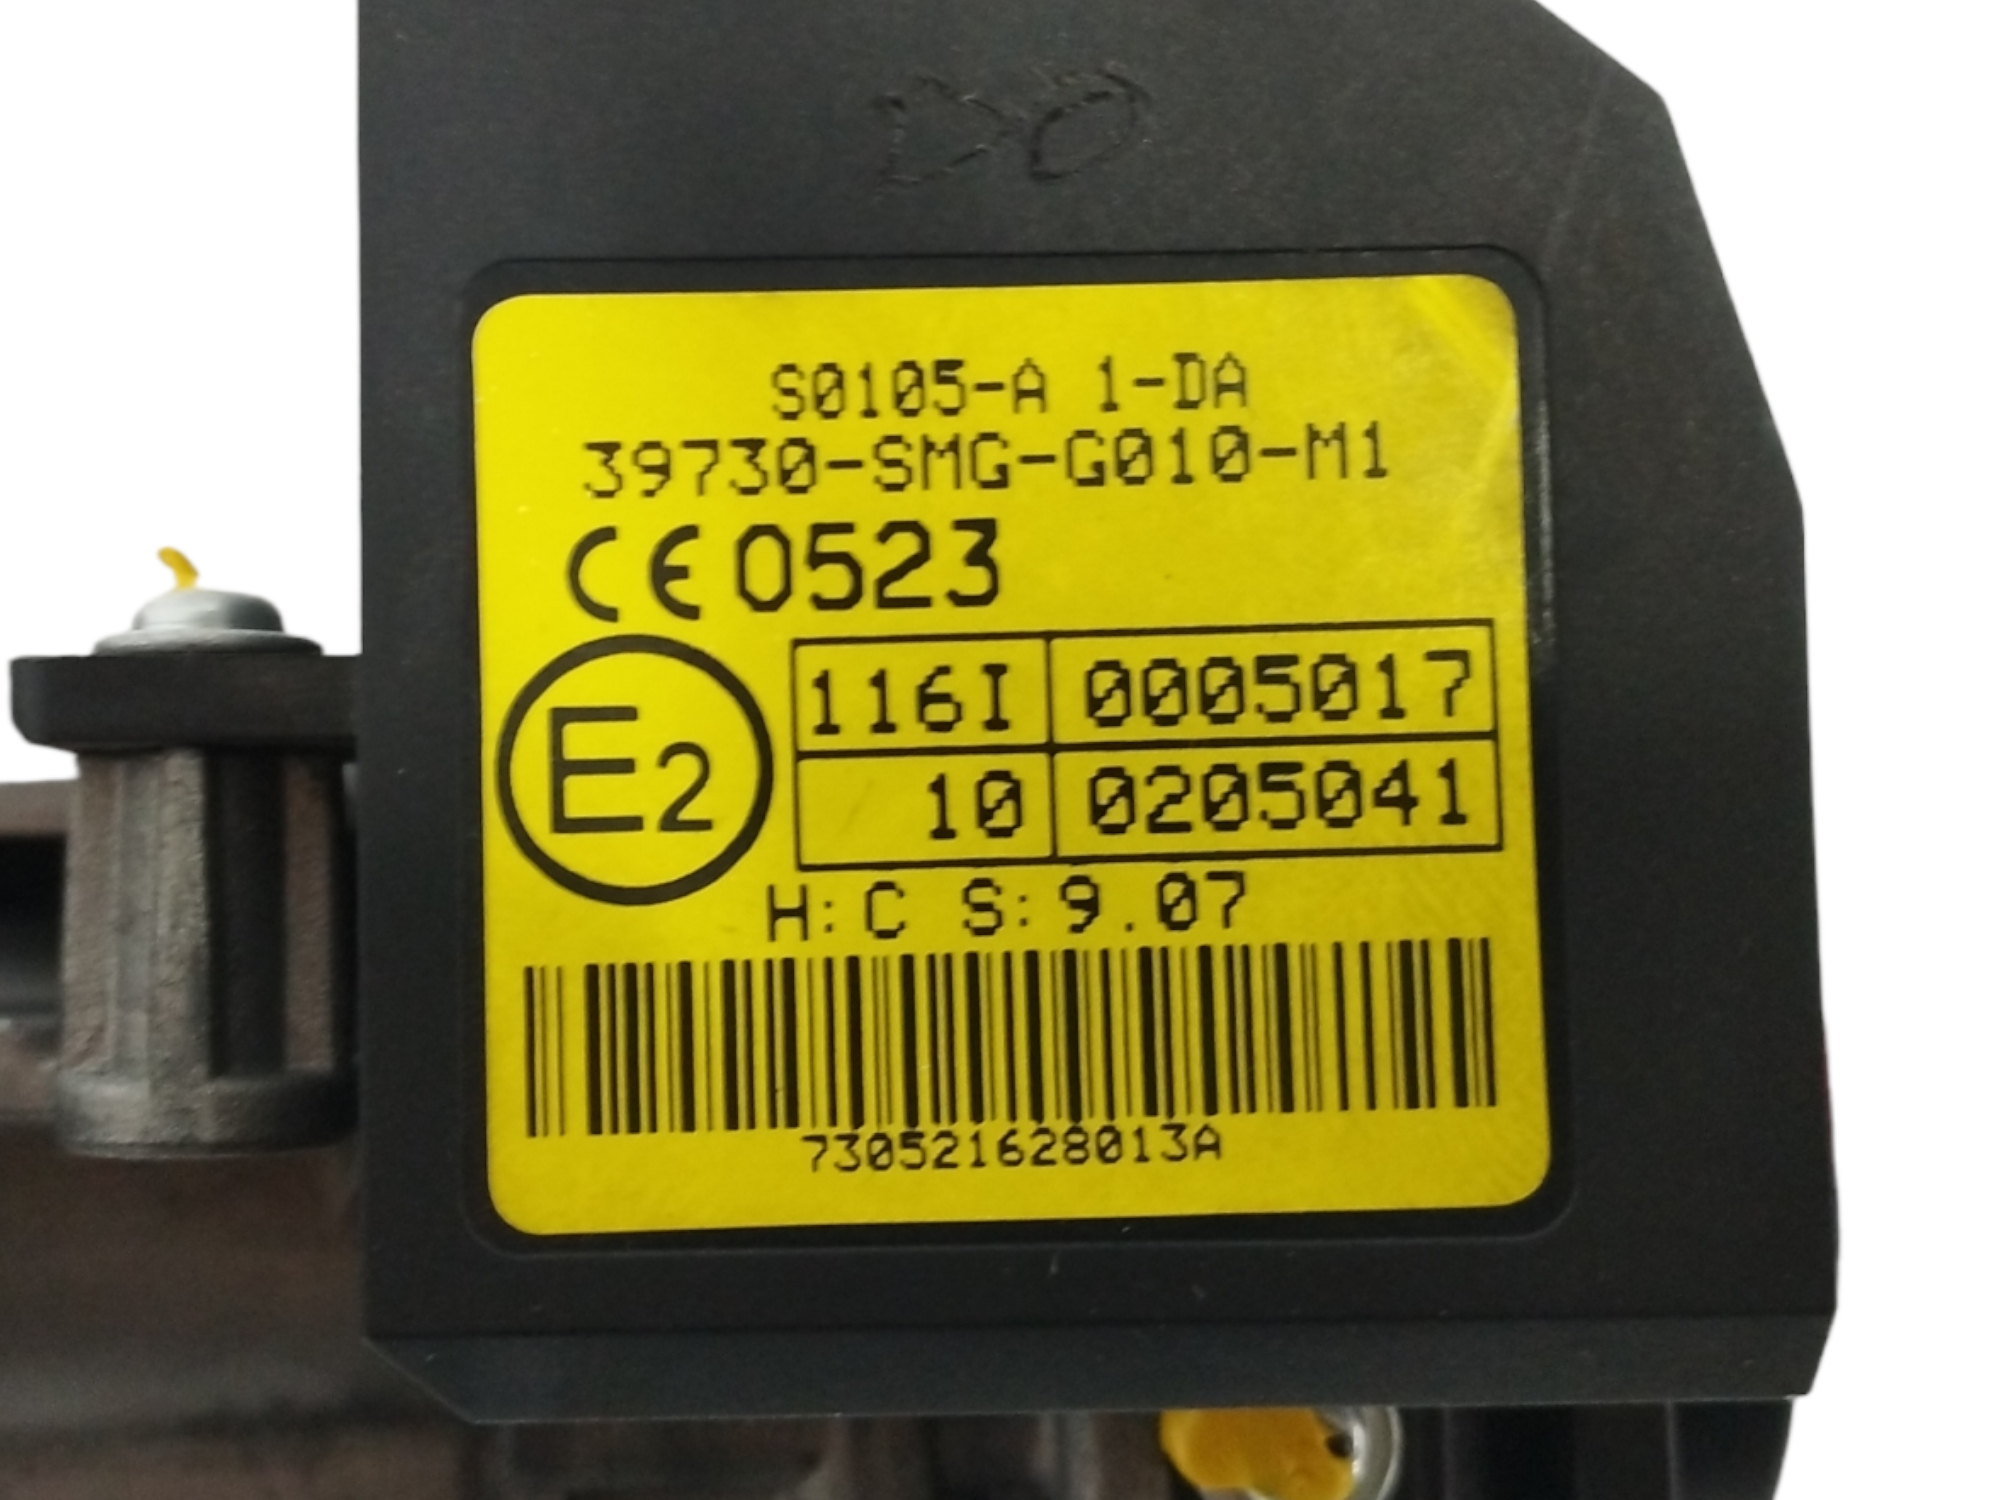 S0105-A 1-DA
39730-SMG-G010-M1
CE 0523
E2
116I 0005017
10 0205041
H:C S:9.07
730521628013A